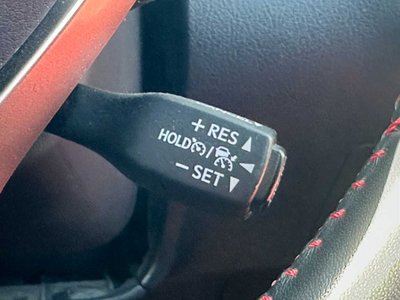 + RES ▲
HOLD / ◀
− SET ▼